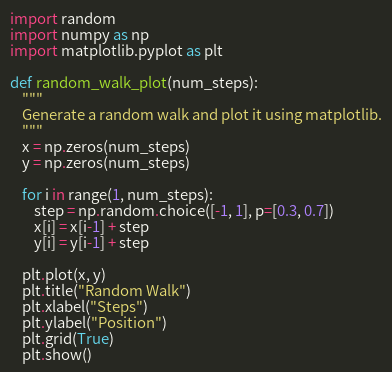 import random
import numpy as np
import matplotlib.pyplot as plt

def random_walk_plot(num_steps):
    """
    Generate a random walk and plot it using matplotlib.
    """
    x = np.zeros(num_steps)
    y = np.zeros(num_steps)

    for i in range(1, num_steps):
        step = np.random.choice([-1, 1], p=[0.3, 0.7])
        x[i] = x[i-1] + step
        y[i] = y[i-1] + step

    plt.plot(x, y)
    plt.title("Random Walk")
    plt.xlabel("Steps")
    plt.ylabel("Position")
    plt.grid(True)
    plt.show()